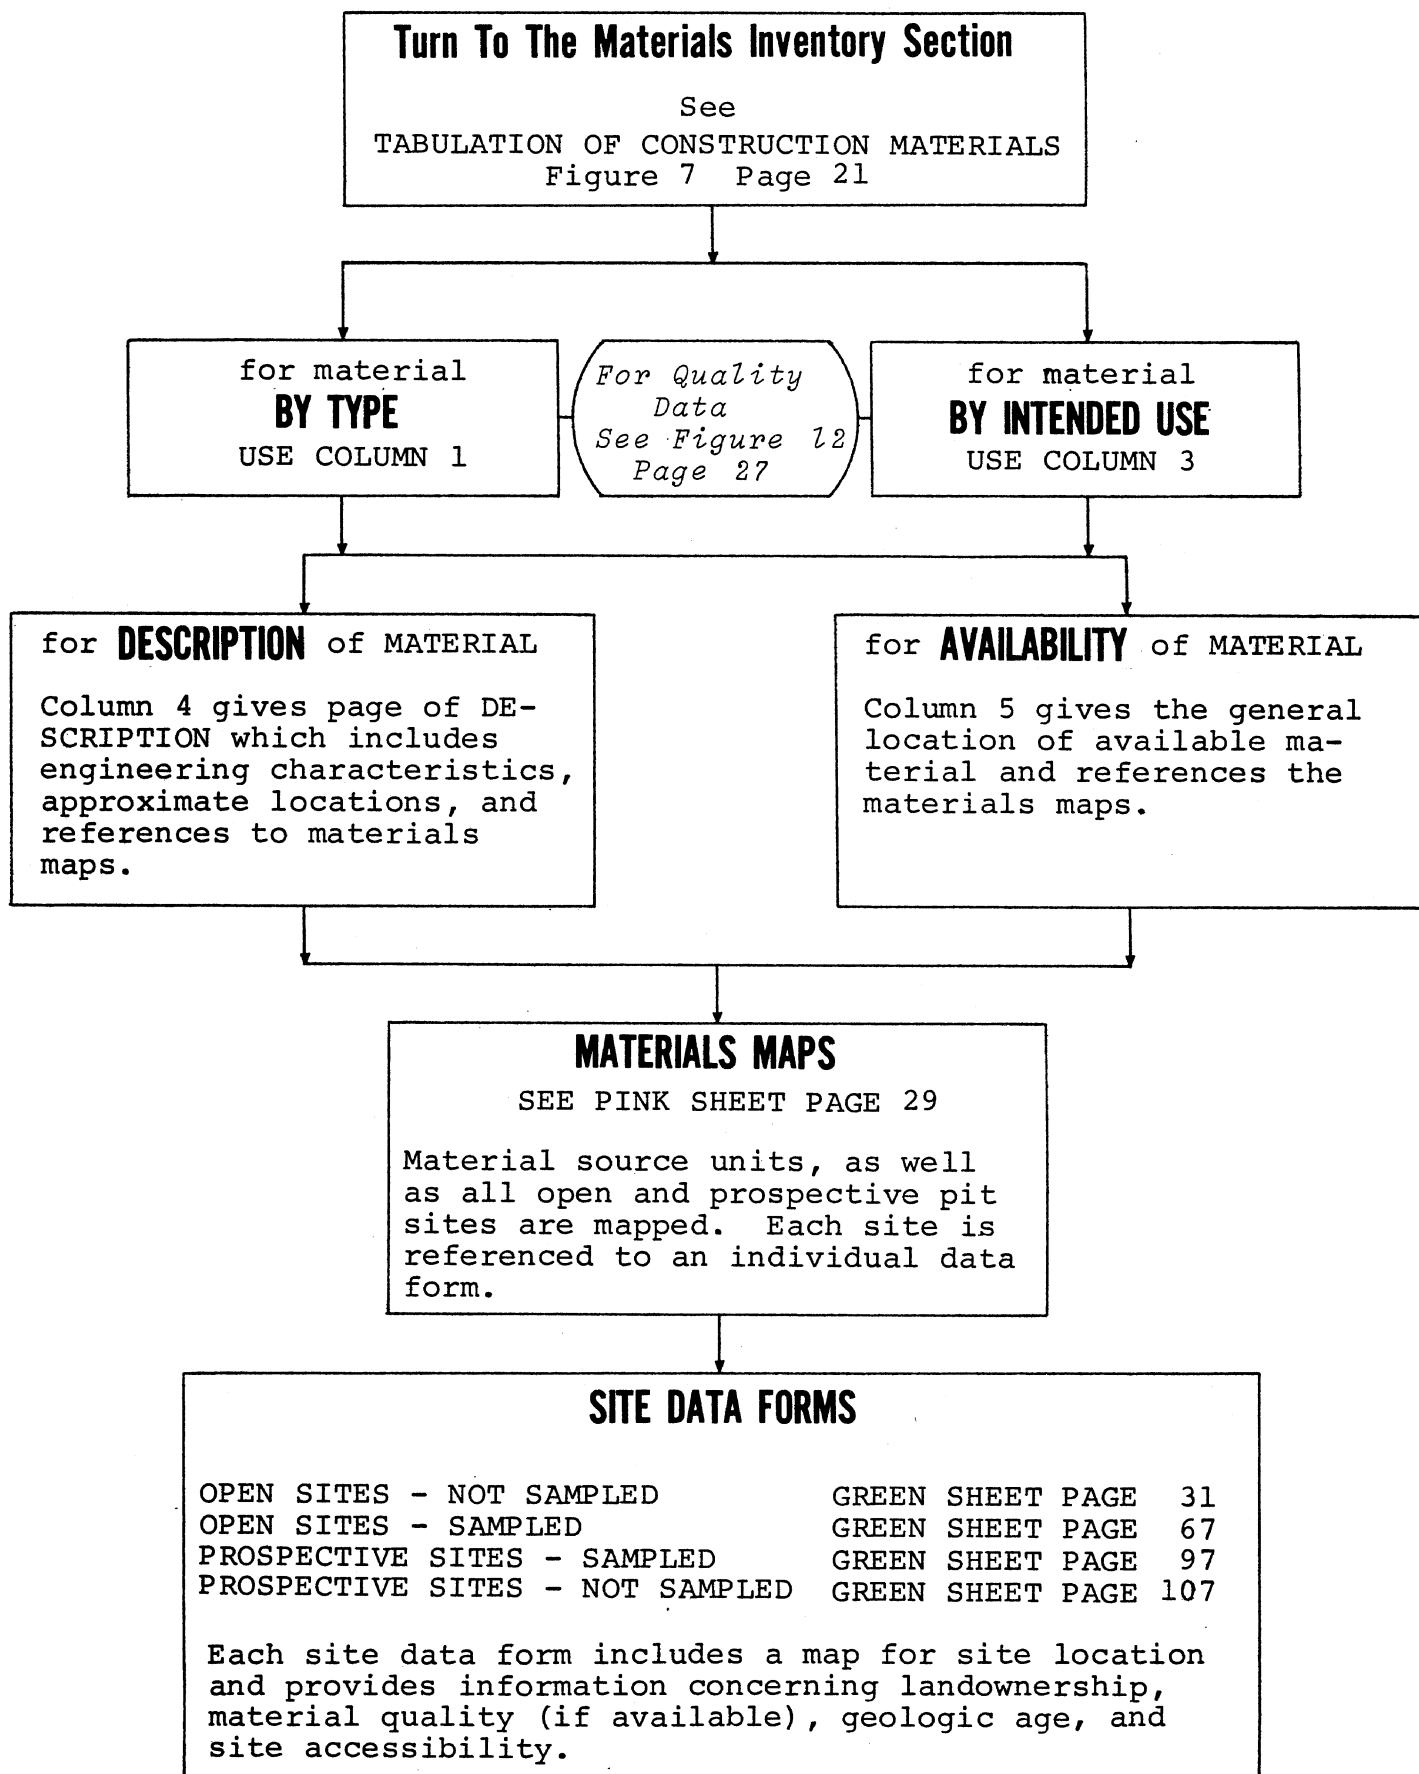 Turn To The Materials Inventory Section
See
TABULATION OF CONSTRUCTION MATERIALS
Figure 7 Page 21
for material
BY TYPE
USE COLUMN 1
For Quality
Data
See Figure 12
Page 27
for material
BY INTENDED USE
USE COLUMN 3
for DESCRIPTION of MATERIAL
Column 4 gives page of DE-
SCRIPTION which includes
engineering characteristics,
approximate locations, and
references to materials
maps.
for AVAILABILITY of MATERIAL
Column 5 gives the general
location of available ma-
terial and references the
materials maps.
MATERIALS MAPS
SEE PINK SHEET PAGE 29
Material source units, as well
as all open and prospective pit
sites are mapped. Each site is
referenced to an individual data
form.
SITE DATA FORMS
OPEN SITES - NOT SAMPLED GREEN SHEET PAGE 31
OPEN SITES - SAMPLED GREEN SHEET PAGE 67
PROSPECTIVE SITES - SAMPLED GREEN SHEET PAGE 97
PROSPECTIVE SITES - NOT SAMPLED GREEN SHEET PAGE 107
Each site data form includes a map for site location
and provides information concerning landownership,
material quality (if available), geologic age, and
site accessibility.